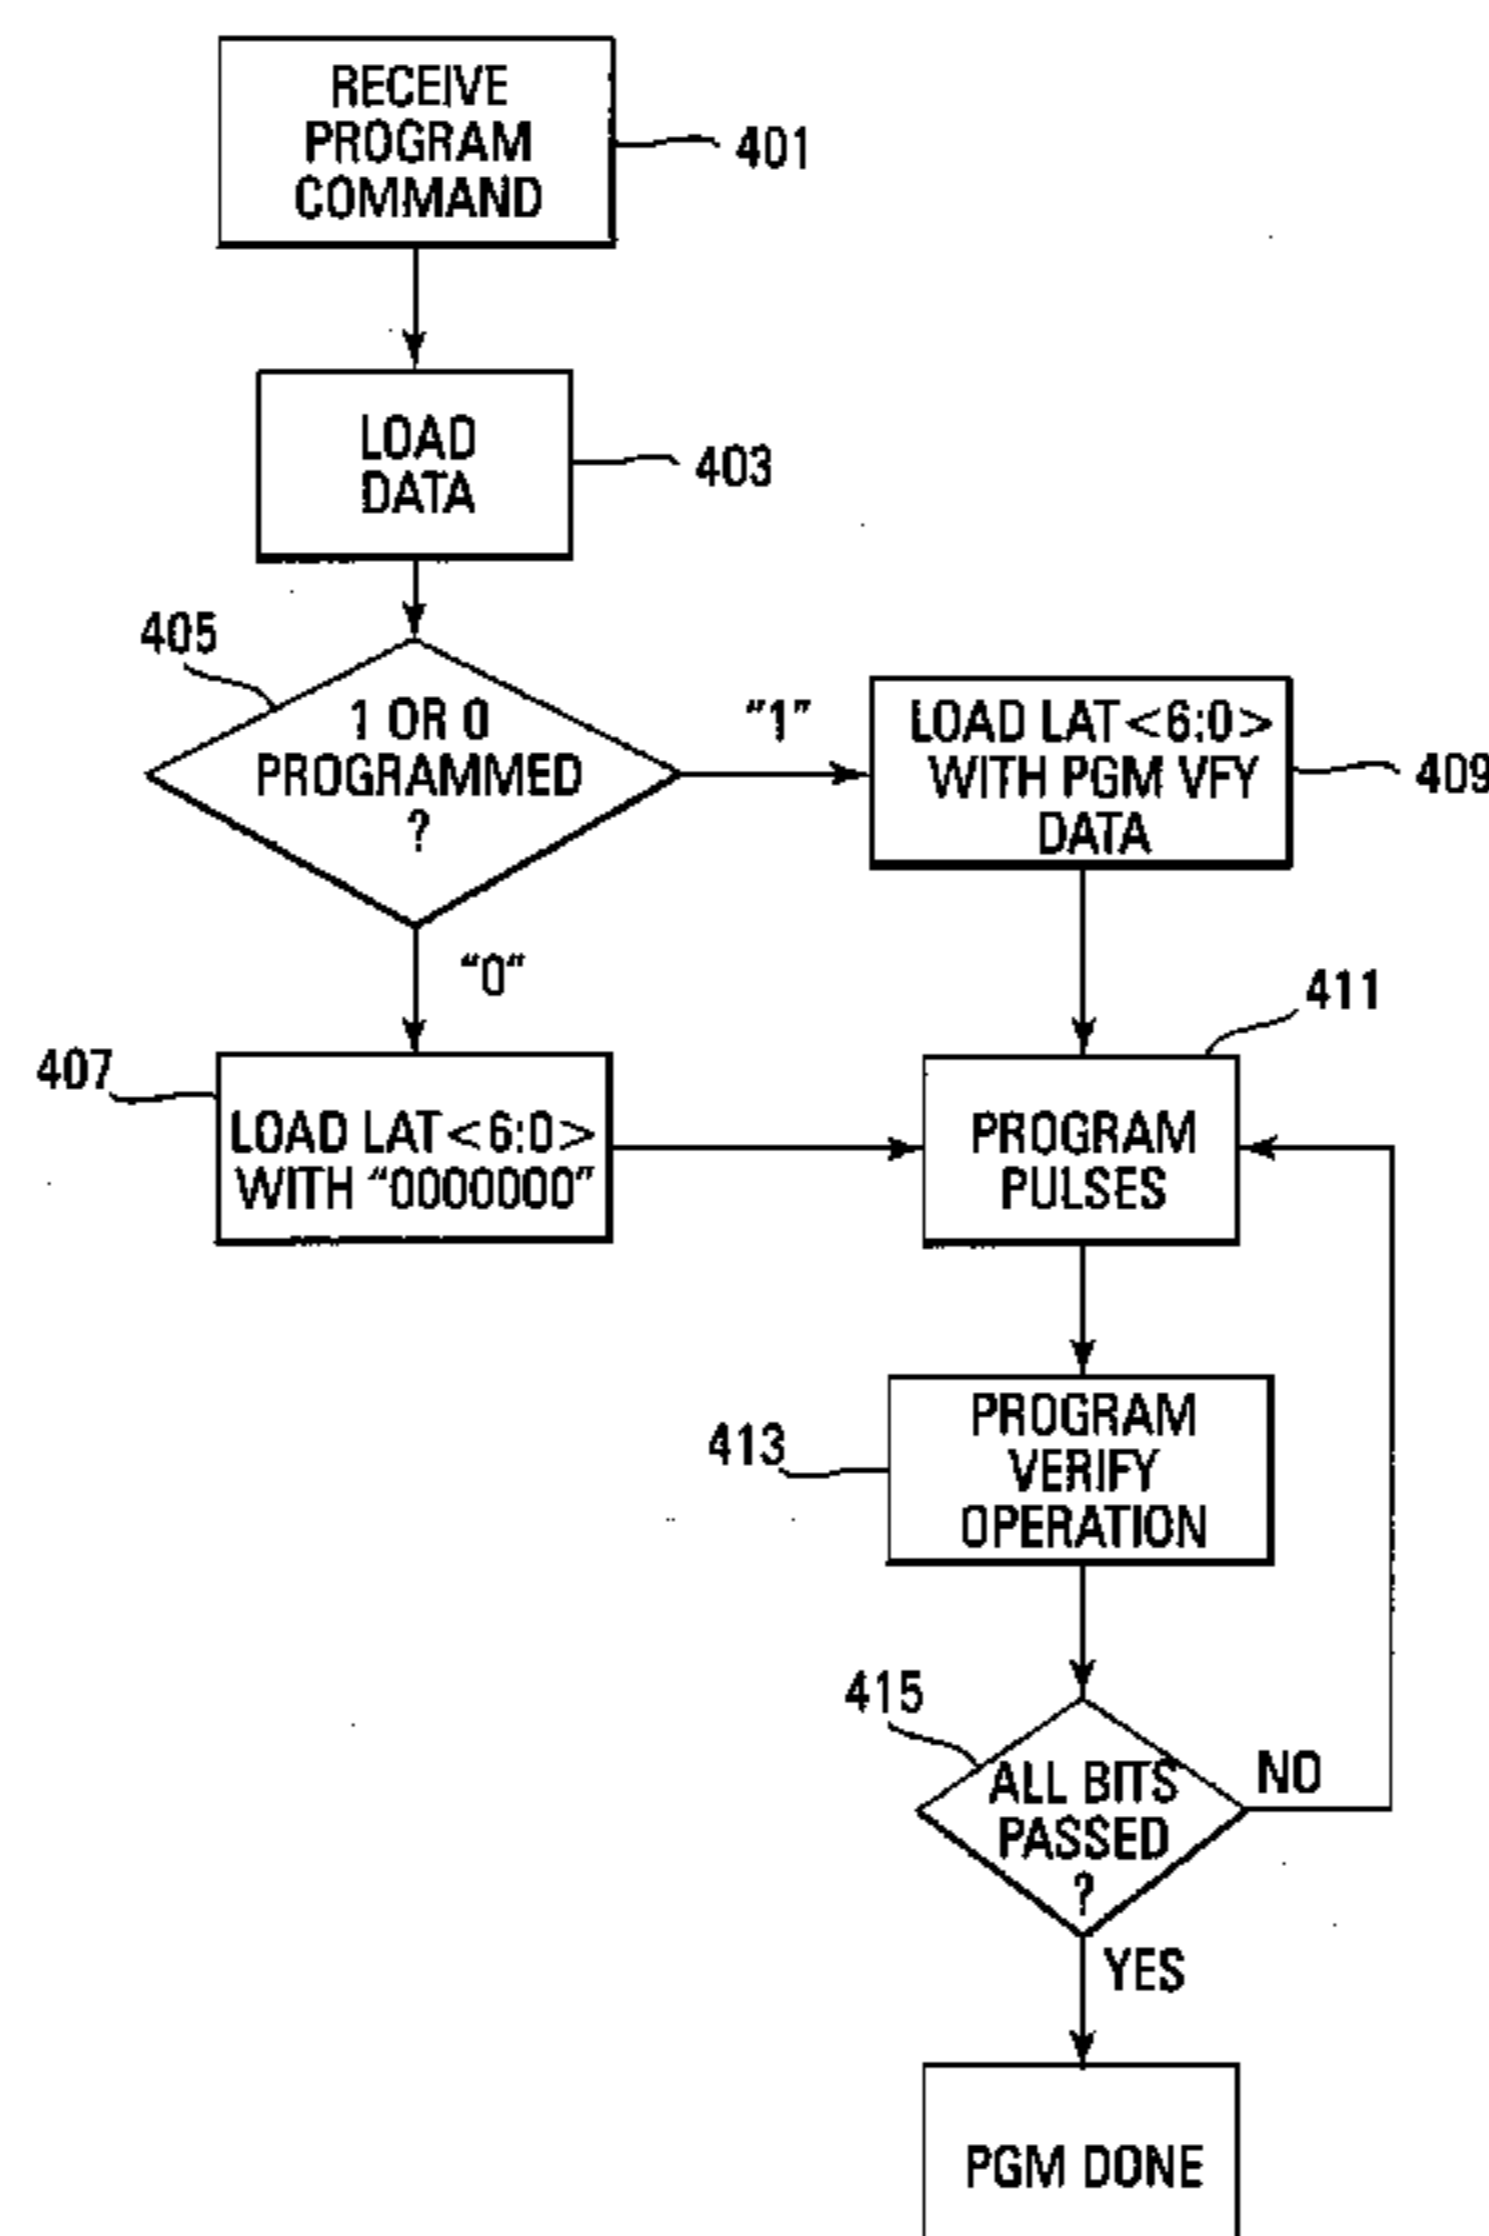 RECEIVE
PROGRAM
COMMAND
401
LOAD
DATA
403
405
1 OR 0
PROGRAMMED
?
"1"
LOAD LAT<6:0>
WITH PGM VFY
DATA
409
"0"
407
LOAD LAT<6:0>
WITH "0000000"
411
PROGRAM
PULSES
413
PROGRAM
VERIFY
OPERATION
415
ALL BITS
PASSED
?
NO
YES
PGM DONE